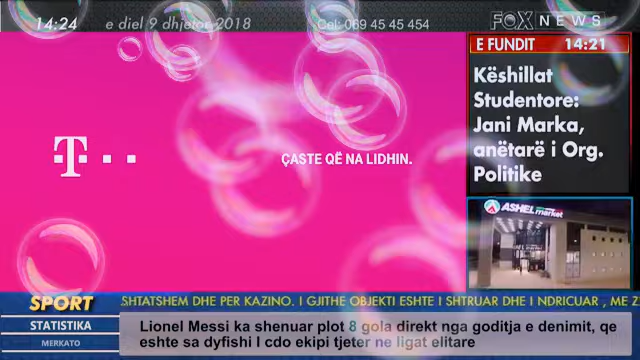 14:24
e diel 9 dhjetor 2018
Cel: 069 45 45 454
FOX NEWS
E FUNDIT 14:21
Këshillat
Studentore:
Jani Marka,
anëtarë i Org.
Politike
T
ÇASTE QË NA LIDHIN.
ASHEL market
SPORT
SHTATSHEM DHE PER KAZINO. I GJITHE OBJEKTI ESHTE I SHTRUAR DHE I NDRICUAR , ME
STATISTIKA
MERKATO
Lionel Messi ka shenuar plot 8 gola direkt nga goditja e denimit, qe
eshte sa dyfishi I cdo ekipi tjeter ne ligat elitare